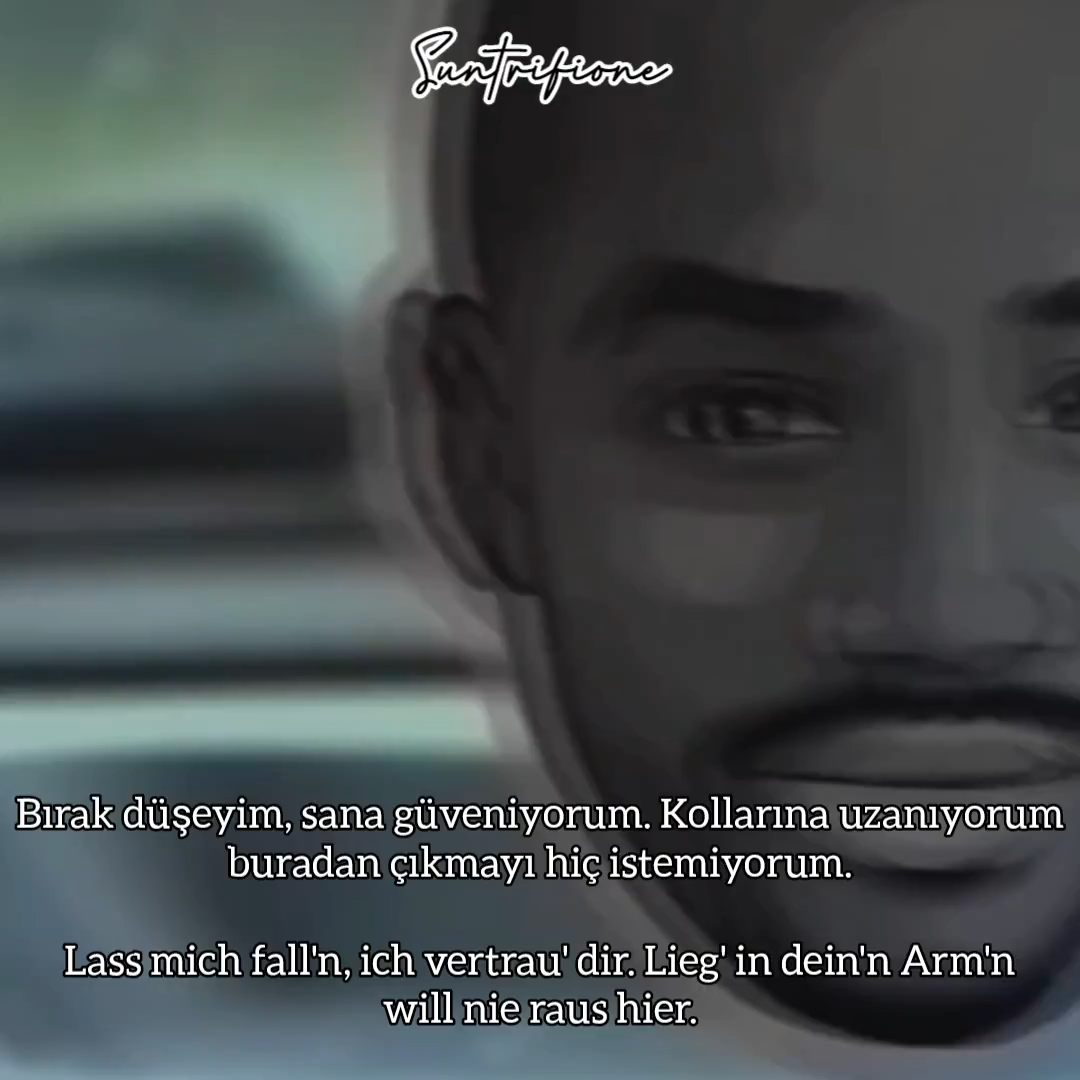 Suntrifione
Bırak düşeyim, sana güveniyorum. Kollarına uzanıyorum
buradan çıkmayı hiç istemiyorum.
Lass mich fall'n, ich vertrau' dir. Lieg' in dein'n Arm'n
will nie raus hier.